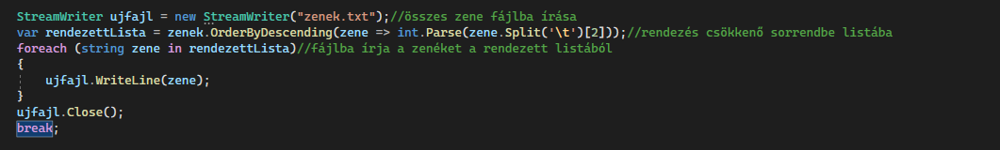 StreamWriter ujfajl = new StreamWriter("zenek.txt");//összes zene fájlba írása
var rendezettLista = zenek.OrderByDescending(zene => int.Parse(zene.Split('\t')[2]));//rendezés csökkenő sorrendbe listába
foreach (string zene in rendezettLista)//fájlba írja a zenéket a rendezett listából
{
    ujfajl.WriteLine(zene);
}
ujfajl.Close();
break;